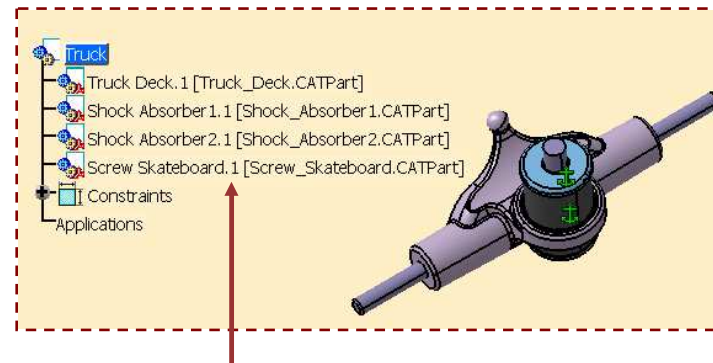 Truck
Truck Deck.1 [Truck_Deck.CATPart]
Shock Absorber1.1 [Shock_Absorber1.CATPart]
Shock Absorber2.1 [Shock_Absorber2.CATPart]
Screw Skateboard.1 [Screw_Skateboard.CATPart]
Constraints
Applications